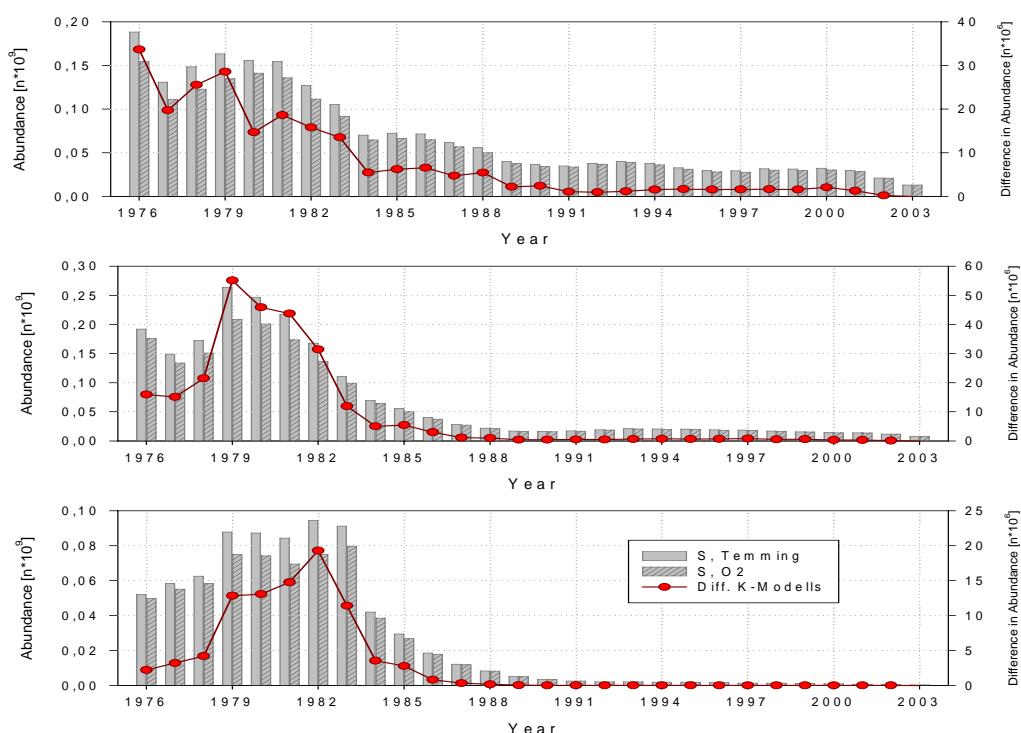 0,20
0,15
0,10
0,05
0,00
Abundance [n*10^9]
40
30
20
10
0
Difference in Abundance [n*10^6]
1976 1979 1982 1985 1988 1991 1994 1997 2000 2003
Year
0,30
0,25
0,20
0,15
0,10
0,05
0,00
Abundance [n*10^9]
60
50
40
30
20
10
0
Difference in Abundance [n*10^6]
1976 1979 1982 1985 1988 1991 1994 1997 2000 2003
Year
0,10
0,08
0,06
0,04
0,02
0,00
Abundance [n*10^9]
25
20
15
10
5
0
Difference in Abundance [n*10^6]
S, Temming
S, O2
Diff. K-Modells
1976 1979 1982 1985 1988 1991 1994 1997 2000 2003
Year